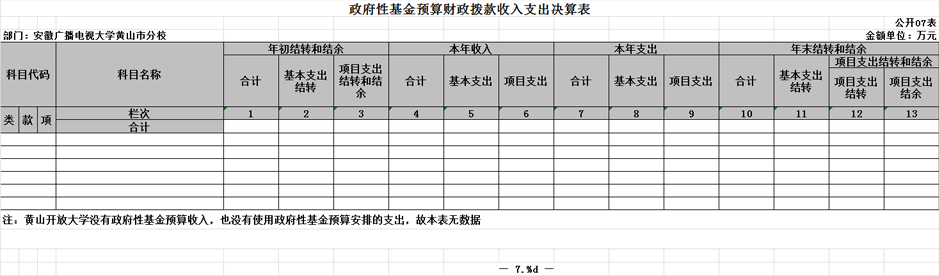 政府性基金预算财政拨款收入支出决算表
公开07表
部门：安徽广播电视大学黄山市分校 金额单位：万元
科目代码 科目名称 年初结转和结余 本年收入 本年支出 年末结转和结余
合计 基本支出结转 项目支出结转和结余 合计 基本支出 项目支出 合计 基本支出 项目支出 合计 基本支出结转 项目支出结转和结余
项目支出结转 项目支出结余
类 款 项 栏次 1 2 3 4 5 6 7 8 9 10 11 12 13
合计
注：黄山开放大学没有政府性基金预算收入，也没有使用政府性基金预算安排的支出，故本表无数据
— 7.%d —